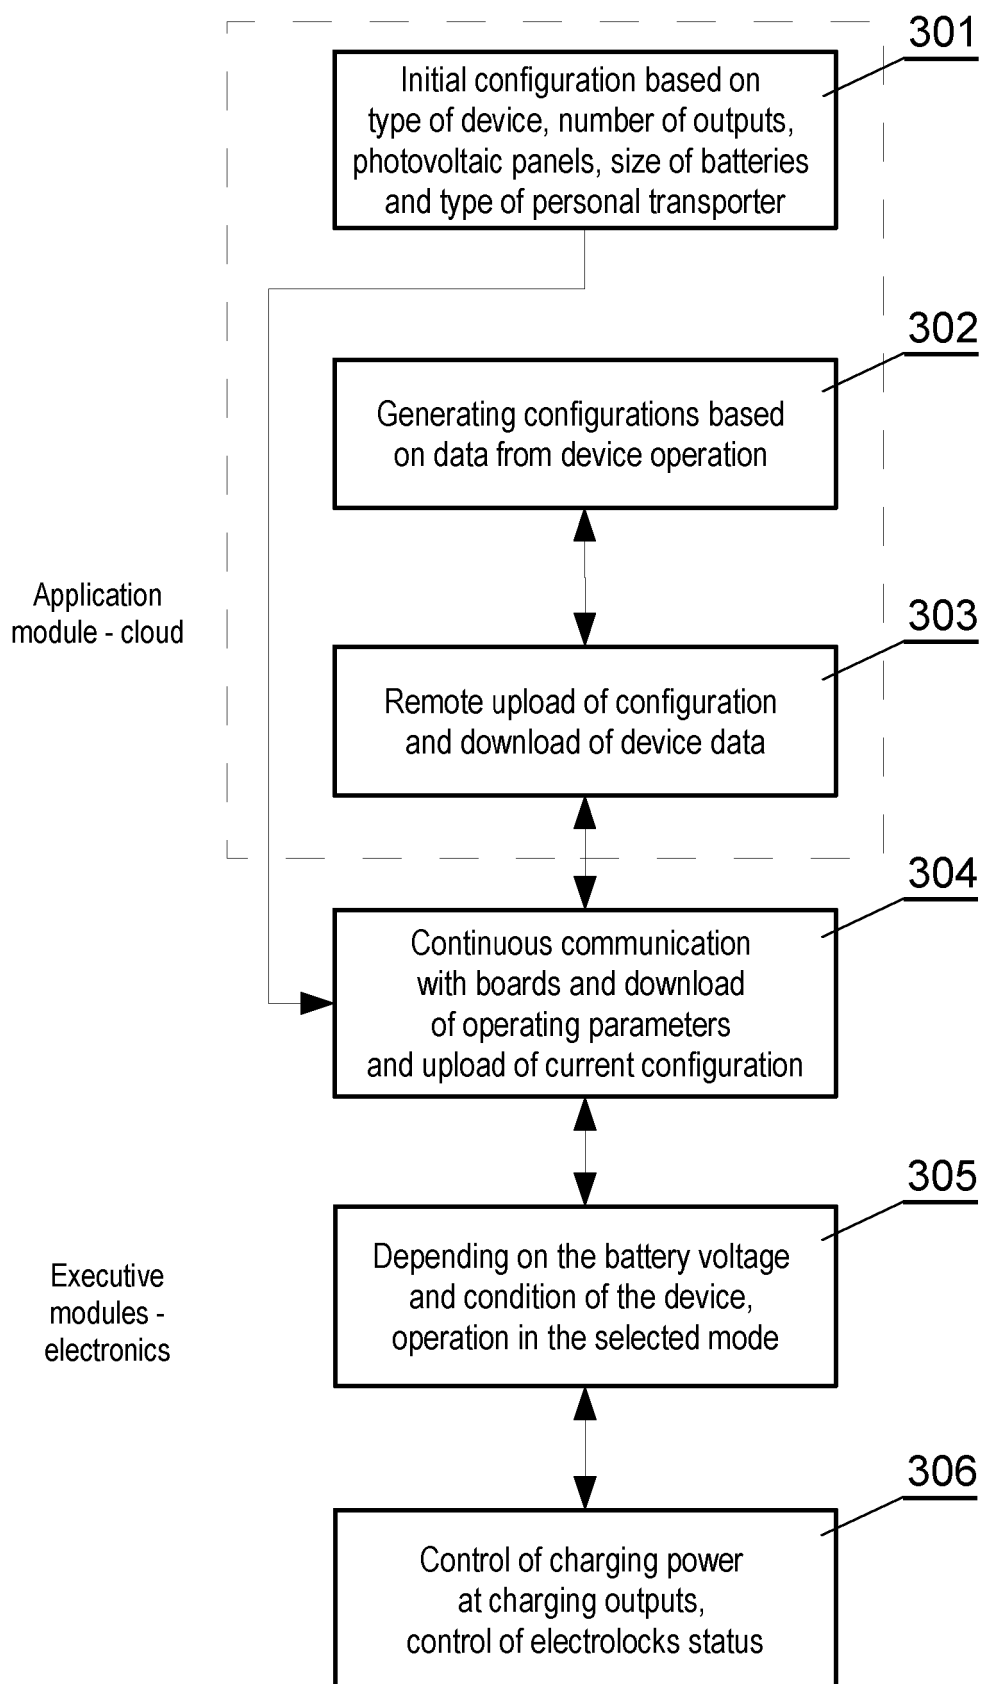 301
Initial configuration based on
type of device, number of outputs,
photovoltaic panels, size of batteries
and type of personal transporter
302
Generating configurations based
on data from device operation
Application
module - cloud
303
Remote upload of configuration
and download of device data
304
Continuous communication
with boards and download
of operating parameters
and upload of current configuration
305
Depending on the battery voltage
and condition of the device,
operation in the selected mode
Executive
modules -
electronics
306
Control of charging power
at charging outputs,
control of electrolocks status